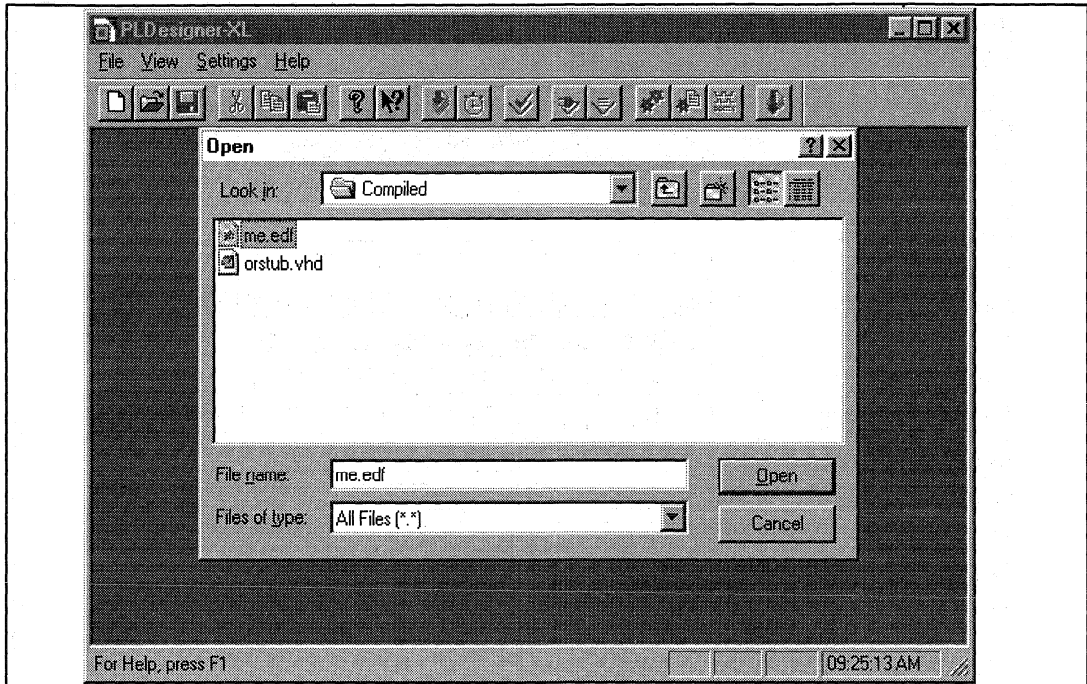 PLDesigner-XL
File View Settings Help
Open
Look in: Compiled
me.edf
orstub.vhd
File name: me.edf
Open
Files of type: All Files (*.*)
Cancel
For Help, press F1
09:25:13 AM